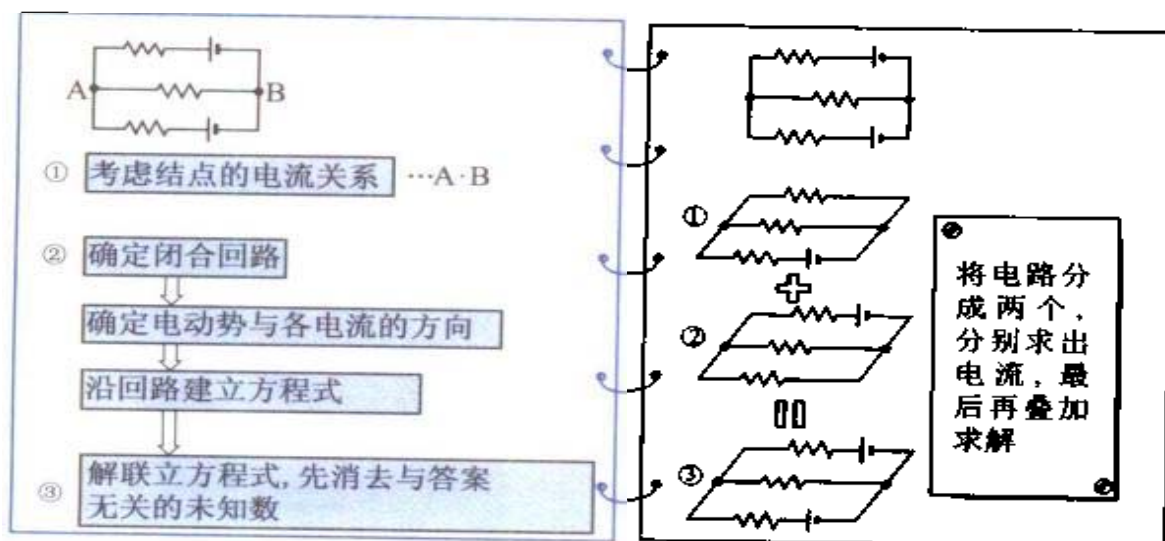 A
B
① 考虑结点的电流关系 …A·B
② 确定闭合回路
确定电动势与各电流的方向
沿回路建立方程式
③ 解联立方程式,先消去与答案
无关的未知数
①
②
③
将电路分
成两个,
分别求出
电流,最
后再叠加
求解